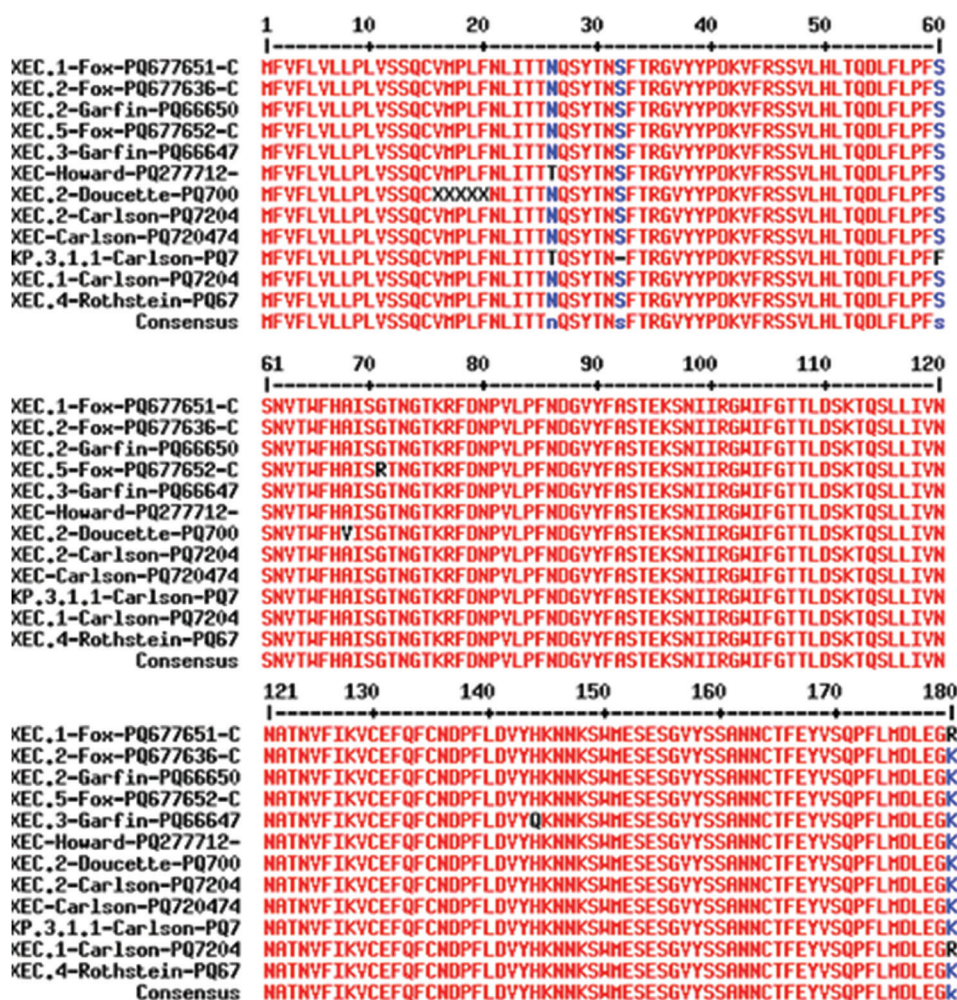 1 10 20 30 40 50 60
XEC.1-Fox-PQ677651-C MFVFLVLLPLVSSQCVMPLFNLITTNQSYTNSFTRGVYYPDKVFRSSVLHLTQDLFLPFS
XEC.2-Fox-PQ677636-C MFVFLVLLPLVSSQCVMPLFNLITTNQSYTNSFTRGVYYPDKVFRSSVLHLTQDLFLPFS
XEC.2-Garfin-PQ66650 MFVFLVLLPLVSSQCVMPLFNLITTNQSYTNSFTRGVYYPDKVFRSSVLHLTQDLFLPFS
XEC.5-Fox-PQ677652-C MFVFLVLLPLVSSQCVMPLFNLITTNQSYTNSFTRGVYYPDKVFRSSVLHLTQDLFLPFS
XEC.3-Garfin-PQ66647 MFVFLVLLPLVSSQCVMPLFNLITTNQSYTNSFTRGVYYPDKVFRSSVLHLTQDLFLPFS
XEC-Howard-PQ277712- MFVFLVLLPLVSSQCVMPLFNLITTTQSYTNSFTRGVYYPDKVFRSSVLHLTQDLFLPFS
XEC.2-Doucette-PQ700 MFVFLVLLPLVSSQCXXXXXNLITTNQSYTNSFTRGVYYPDKVFRSSVLHLTQDLFLPFS
XEC.2-Carlson-PQ7204 MFVFLVLLPLVSSQCVMPLFNLITTNQSYTNSFTRGVYYPDKVFRSSVLHLTQDLFLPFS
XEC-Carlson-PQ720474 MFVFLVLLPLVSSQCVMPLFNLITTNQSYTNSFTRGVYYPDKVFRSSVLHLTQDLFLPFS
KP.3.1.1-Carlson-PQ7 MFVFLVLLPLVSSQCVMPLFNLITTTQSYTN-FTRGVYYPDKVFRSSVLHLTQDLFLPFF
XEC.1-Carlson-PQ7204 MFVFLVLLPLVSSQCVMPLFNLITTNQSYTNSFTRGVYYPDKVFRSSVLHLTQDLFLPFS
XEC.4-Rothstein-PQ67 MFVFLVLLPLVSSQCVMPLFNLITTNQSYTNSFTRGVYYPDKVFRSSVLHLTQDLFLPFS
Consensus MFVFLVLLPLVSSQCVMPLFNLITTnQSYTNsFTRGVYYPDKVFRSSVLHLTQDLFLPFs
61 70 80 90 100 110 120
XEC.1-Fox-PQ677651-C SNVTWFHAISGTNGTKRFDNPVLPFNDGVYFASTEKSNIIRGWIFGTTLDSKTQSLLIVN
XEC.2-Fox-PQ677636-C SNVTWFHAISGTNGTKRFDNPVLPFNDGVYFASTEKSNIIRGWIFGTTLDSKTQSLLIVN
XEC.2-Garfin-PQ66650 SNVTWFHAISGTNGTKRFDNPVLPFNDGVYFASTEKSNIIRGWIFGTTLDSKTQSLLIVN
XEC.5-Fox-PQ677652-C SNVTWFHAISRTNGTKRFDNPVLPFNDGVYFASTEKSNIIRGWIFGTTLDSKTQSLLIVN
XEC.3-Garfin-PQ66647 SNVTWFHAISGTNGTKRFDNPVLPFNDGVYFASTEKSNIIRGWIFGTTLDSKTQSLLIVN
XEC-Howard-PQ277712- SNVTWFHAISGTNGTKRFDNPVLPFNDGVYFASTEKSNIIRGWIFGTTLDSKTQSLLIVN
XEC.2-Doucette-PQ700 SNVTWFHVISGTNGTKRFDNPVLPFNDGVYFASTEKSNIIRGWIFGTTLDSKTQSLLIVN
XEC.2-Carlson-PQ7204 SNVTWFHAISGTNGTKRFDNPVLPFNDGVYFASTEKSNIIRGWIFGTTLDSKTQSLLIVN
XEC-Carlson-PQ720474 SNVTWFHAISGTNGTKRFDNPVLPFNDGVYFASTEKSNIIRGWIFGTTLDSKTQSLLIVN
KP.3.1.1-Carlson-PQ7 SNVTWFHAISGTNGTKRFDNPVLPFNDGVYFASTEKSNIIRGWIFGTTLDSKTQSLLIVN
XEC.1-Carlson-PQ7204 SNVTWFHAISGTNGTKRFDNPVLPFNDGVYFASTEKSNIIRGWIFGTTLDSKTQSLLIVN
XEC.4-Rothstein-PQ67 SNVTWFHAISGTNGTKRFDNPVLPFNDGVYFASTEKSNIIRGWIFGTTLDSKTQSLLIVN
Consensus SNVTWFHAISGTNGTKRFDNPVLPFNDGVYFASTEKSNIIRGWIFGTTLDSKTQSLLIVN
121 130 140 150 160 170 180
XEC.1-Fox-PQ677651-C NATNVFIKVCEFQFCNDPFLDVYHKNNKSWMESESGVYSSANNCTFEYVSQPFLMDLEGR
XEC.2-Fox-PQ677636-C NATNVFIKVCEFQFCNDPFLDVYHKNNKSWMESESGVYSSANNCTFEYVSQPFLMDLEGK
XEC.2-Garfin-PQ66650 NATNVFIKVCEFQFCNDPFLDVYHKNNKSWMESESGVYSSANNCTFEYVSQPFLMDLEGK
XEC.5-Fox-PQ677652-C NATNVFIKVCEFQFCNDPFLDVYHKNNKSWMESESGVYSSANNCTFEYVSQPFLMDLEGK
XEC.3-Garfin-PQ66647 NATNVFIKVCEFQFCNDPFLDVYQKNNKSWMESESGVYSSANNCTFEYVSQPFLMDLEGK
XEC-Howard-PQ277712- NATNVFIKVCEFQFCNDPFLDVYHKNNKSWMESESGVYSSANNCTFEYVSQPFLMDLEGK
XEC.2-Doucette-PQ700 NATNVFIKVCEFQFCNDPFLDVYHKNNKSWMESESGVYSSANNCTFEYVSQPFLMDLEGK
XEC.2-Carlson-PQ7204 NATNVFIKVCEFQFCNDPFLDVYHKNNKSWMESESGVYSSANNCTFEYVSQPFLMDLEGK
XEC-Carlson-PQ720474 NATNVFIKVCEFQFCNDPFLDVYHKNNKSWMESESGVYSSANNCTFEYVSQPFLMDLEGK
KP.3.1.1-Carlson-PQ7 NATNVFIKVCEFQFCNDPFLDVYHKNNKSWMESESGVYSSANNCTFEYVSQPFLMDLEGK
XEC.1-Carlson-PQ7204 NATNVFIKVCEFQFCNDPFLDVYHKNNKSWMESESGVYSSANNCTFEYVSQPFLMDLEGR
XEC.4-Rothstein-PQ67 NATNVFIKVCEFQFCNDPFLDVYHKNNKSWMESESGVYSSANNCTFEYVSQPFLMDLEGK
Consensus NATNVFIKVCEFQFCNDPFLDVYHKNNKSWMESESGVYSSANNCTFEYVSQPFLMDLEGk